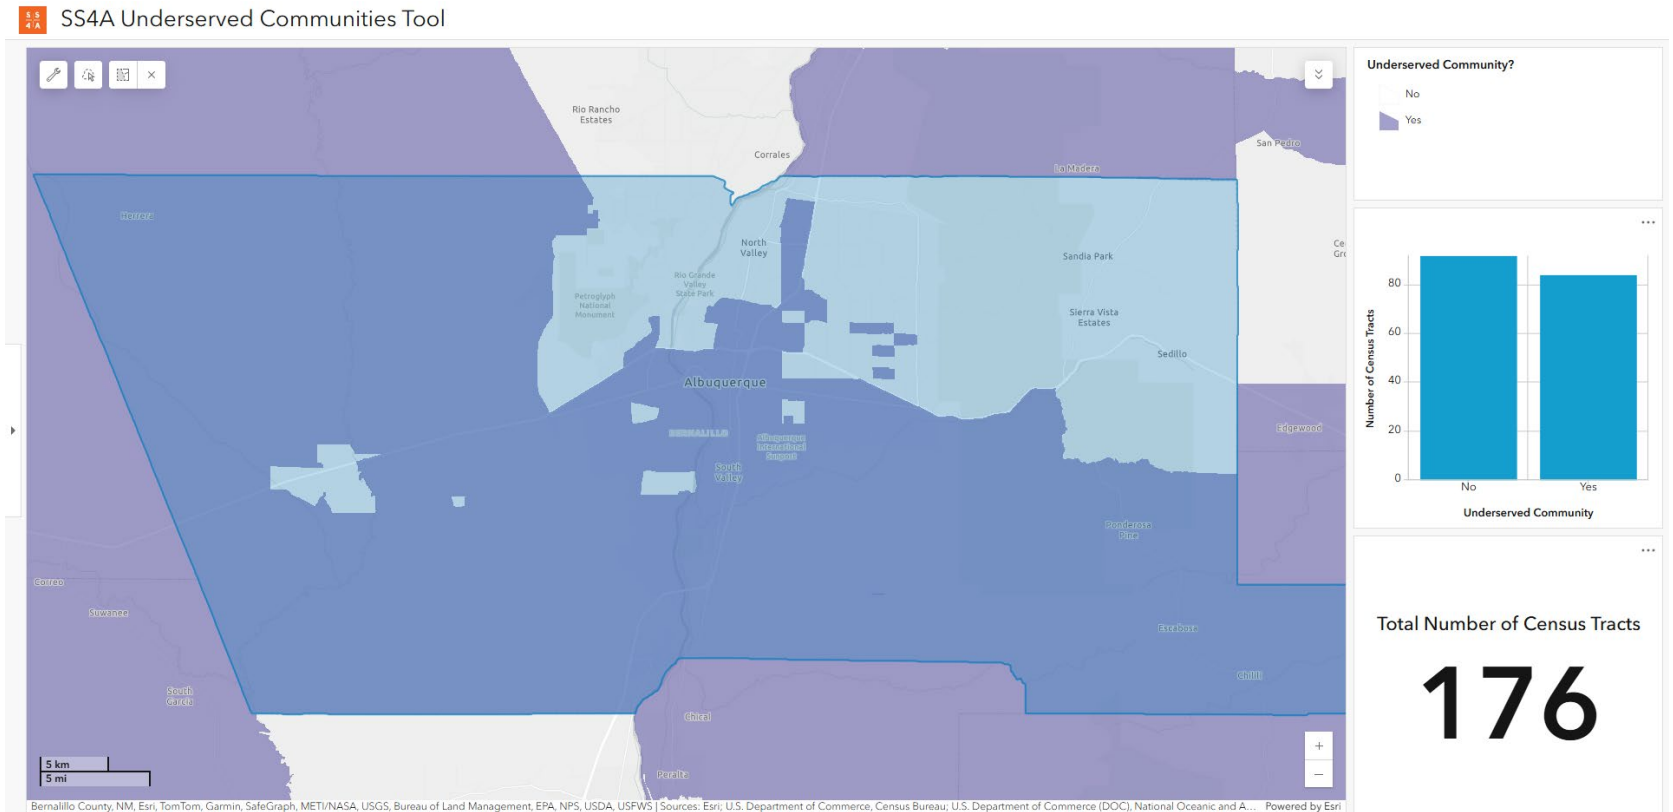 SS4A
SS4A Underserved Communities Tool
Rio Rancho
Estates
Corrales
La Madera
San Pedro
Herrera
North
Valley
Sandia Park
Rio Grande
Valley
State Park
Petroglyph
National
Monument
Sierra Vista
Estates
Sedillo
Albuquerque
BERNALILLO
Albuquerque
International
Sunport
Edgewood
South
Valley
Ponderosa
Pine
Correo
Suwanee
Escabosa
Chilili
South
Garcia
Chical
Peralta
5 km
5 mi
+
−
Bernalillo County, NM, Esri, TomTom, Garmin, SafeGraph, METI/NASA, USGS, Bureau of Land Management, EPA, NPS, USDA, USFWS | Sources: Esri; U.S. Department of Commerce, Census Bureau; U.S. Department of Commerce (DOC), National Oceanic and A... Powered by Esri
Underserved Community?
No
Yes
Number of Census Tracts
80
60
40
20
0
No
Yes
Underserved Community
Total Number of Census Tracts
176